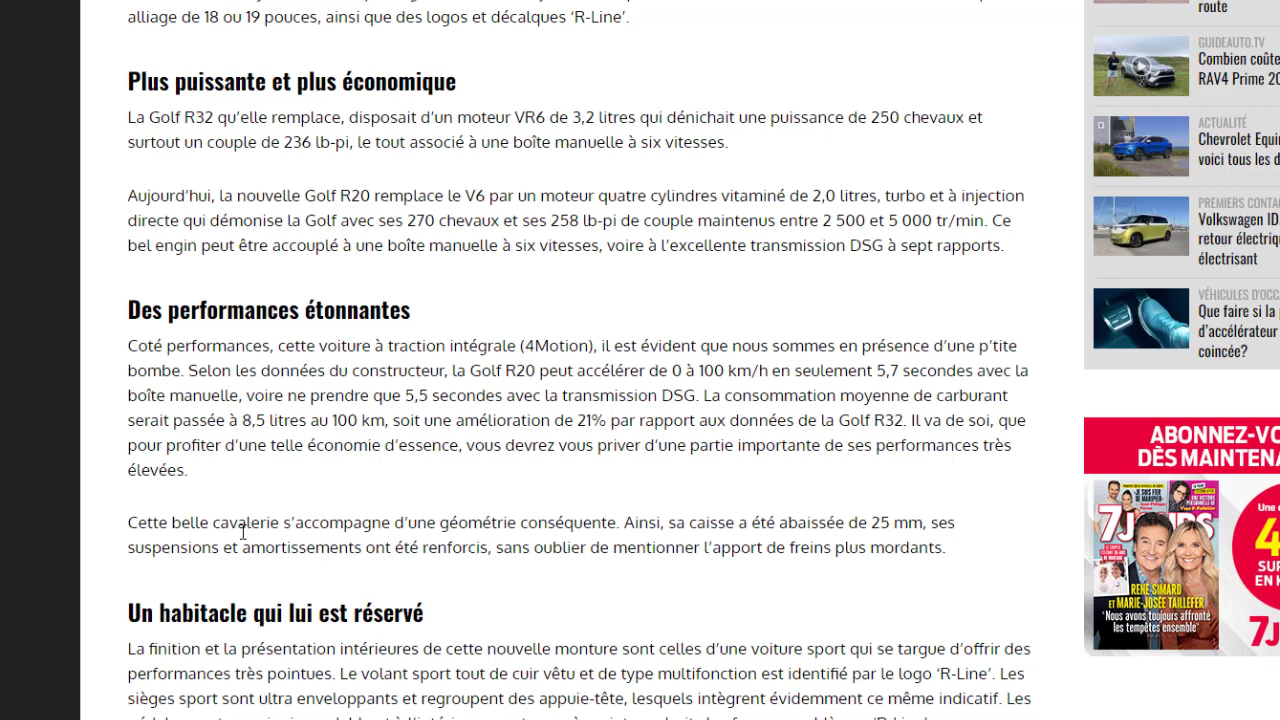 alliage de 18 ou 19 pouces, ainsi que des logos et décalques ‘R-Line’.
Plus puissante et plus économique
La Golf R32 qu’elle remplace, disposait d’un moteur VR6 de 3,2 litres qui dénichait une puissance de 250 chevaux et
surtout un couple de 236 lb-pi, le tout associé à une boîte manuelle à six vitesses.
Aujourd’hui, la nouvelle Golf R20 remplace le V6 par un moteur quatre cylindres vitaminé de 2,0 litres, turbo et à injection
directe qui démonise la Golf avec ses 270 chevaux et ses 258 lb-pi de couple maintenus entre 2 500 et 5 000 tr/min. Ce
bel engin peut être accouplé à une boîte manuelle à six vitesses, voire à l’excellente transmission DSG à sept rapports.
Des performances étonnantes
Coté performances, cette voiture à traction intégrale (4Motion), il est évident que nous sommes en présence d’une p’tite
bombe. Selon les données du constructeur, la Golf R20 peut accélérer de 0 à 100 km/h en seulement 5,7 secondes avec la
boîte manuelle, voire ne prendre que 5,5 secondes avec la transmission DSG. La consommation moyenne de carburant
serait passée à 8,5 litres au 100 km, soit une amélioration de 21% par rapport aux données de la Golf R32. Il va de soi, que
pour profiter d’une telle économie d’essence, vous devrez vous priver d’une partie importante de ses performances très
élevées.
Cette belle cavalerie s’accompagne d’une géométrie conséquente. Ainsi, sa caisse a été abaissée de 25 mm, ses
suspensions et amortissements ont été renforcis, sans oublier de mentionner l’apport de freins plus mordants.
Un habitacle qui lui est réservé
La finition et la présentation intérieures de cette nouvelle monture sont celles d’une voiture sport qui se targue d’offrir des
performances très pointues. Le volant sport tout de cuir vêtu et de type multifonction est identifié par le logo ‘R-Line’. Les
sièges sport sont ultra enveloppants et regroupent des appuie-tête, lesquels intègrent évidemment ce même indicatif. Les
route
GUIDEAUTO.TV
Combien coûte
RAV4 Prime 20
ACTUALITÉ
Chevrolet Equi
voici tous les d
PREMIERS CONTA
Volkswagen ID.
retour électriq
électrisant
VÉHICULES D'OCC
Que faire si la p
d’accélérateur
coincée?
ABONNEZ-VO
DÈS MAINTENA
7JOURS
RENÉ SIMARD
ET MARIE-JOSÉE TAILLEFER
"Nous avons toujours affronté
les tempêtes ensemble"
Une
4
SUR
EN K
7J